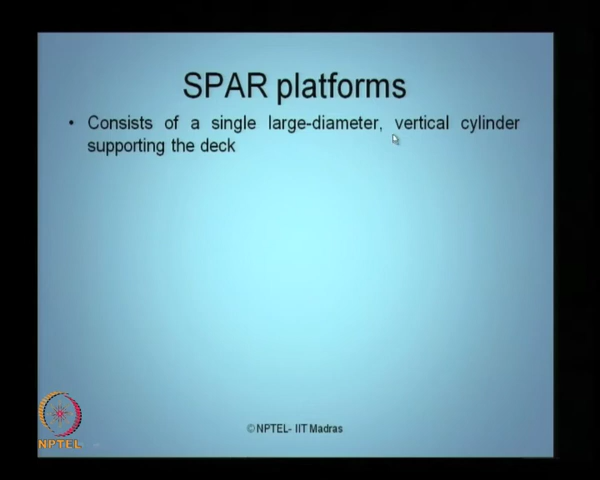 SPAR platforms
• Consists of a single large-diameter, vertical cylinder
supporting the deck
NPTEL
© NPTEL- IIT Madras